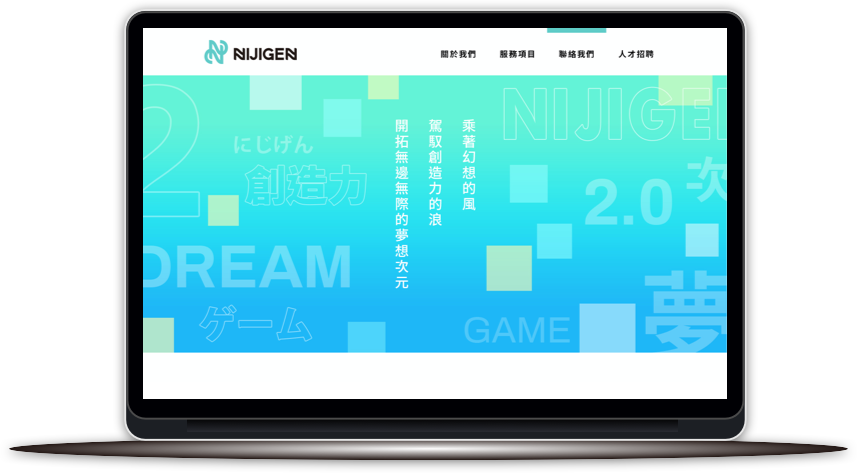 NIJIGEN
關於我們
服務項目
聯絡我們
人才招聘
乘著幻想的風
駕馭創造力的浪
開拓無邊無際的夢想次元
2.
にじげん
創造力
DREAM
ゲーム
NIJIGEN
2.0
次
GAME
夢